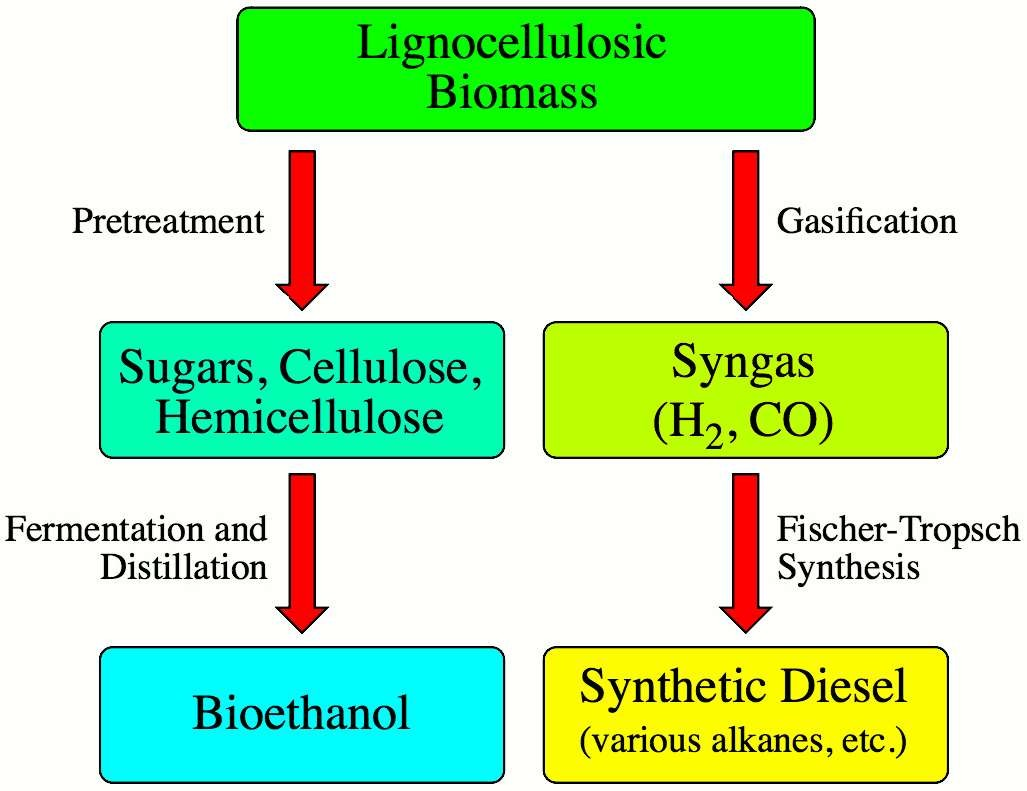 Lignocellulosic
Biomass
Pretreatment
Gasification
Sugars, Cellulose,
Hemicellulose
Syngas
(H₂, CO)
Fermentation and
Distillation
Fischer-Tropsch
Synthesis
Bioethanol
Synthetic Diesel
(various alkanes, etc.)